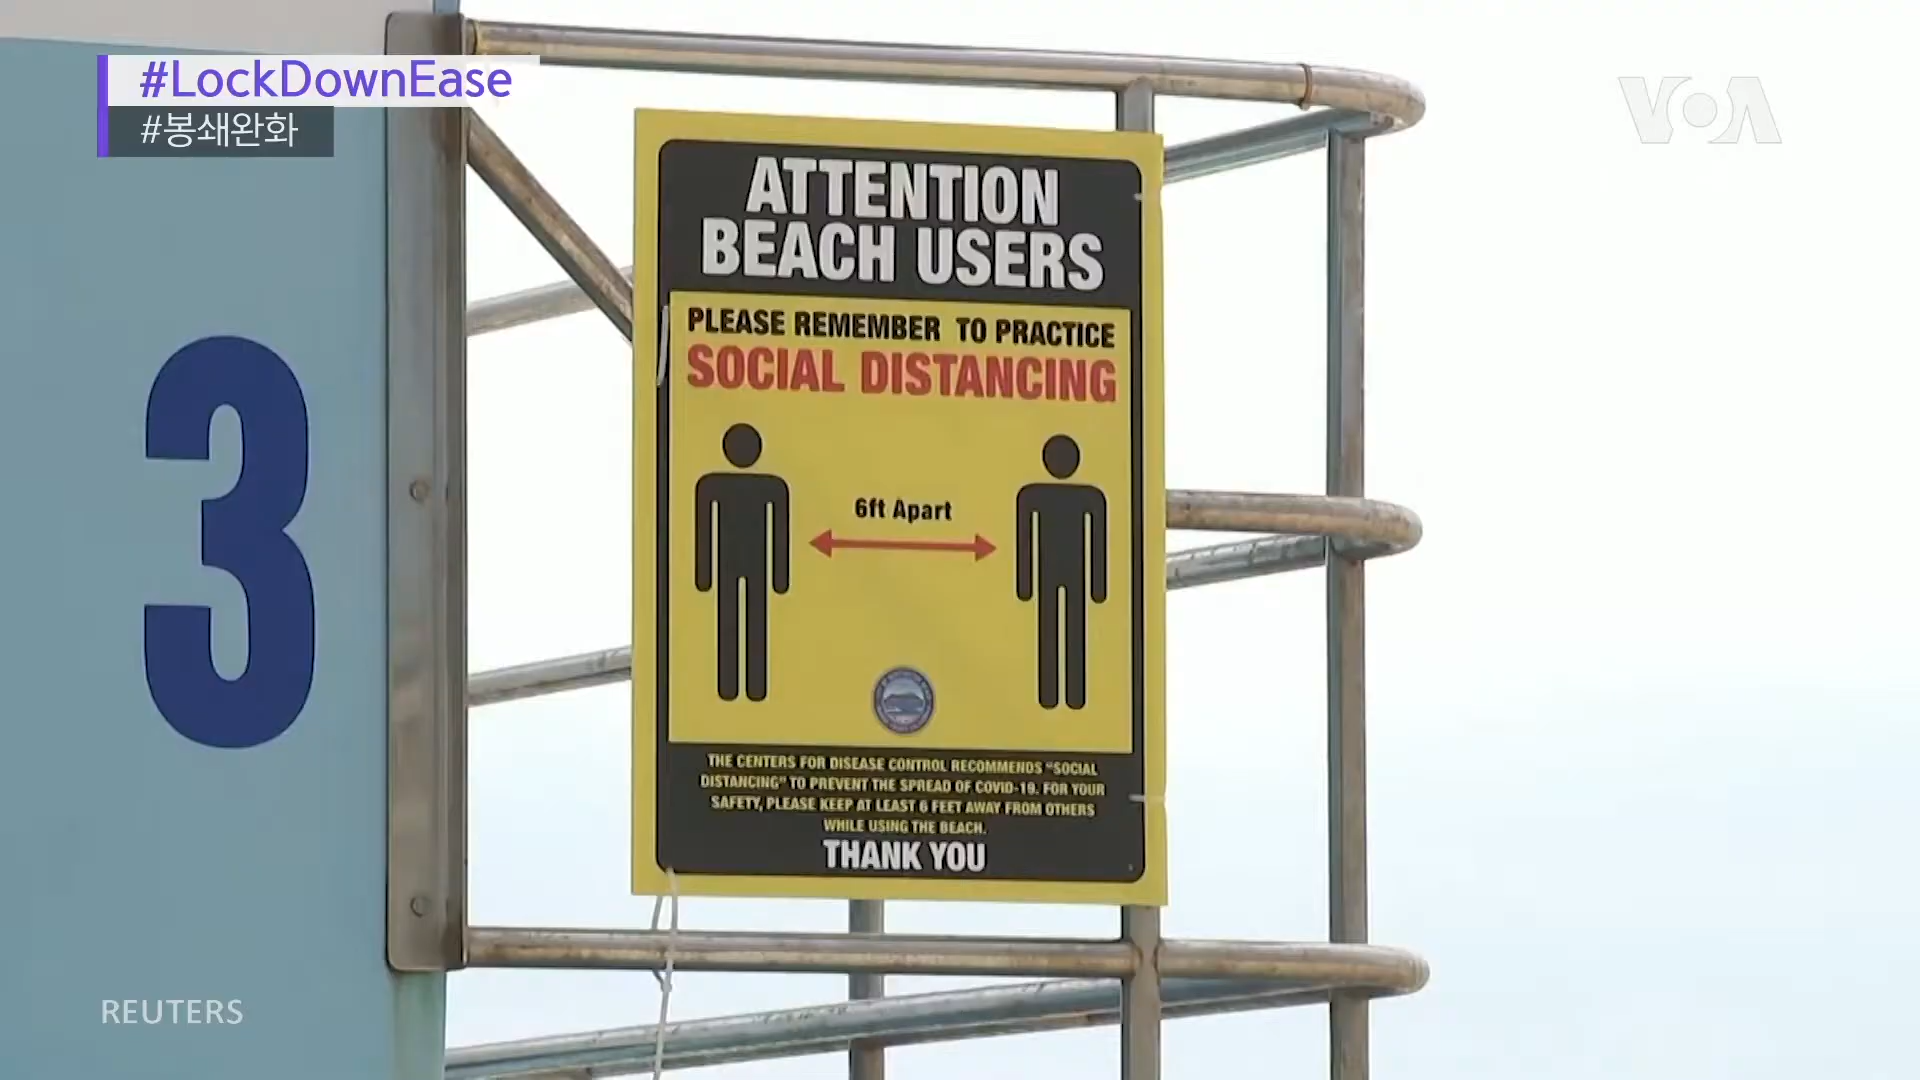 #LockDownEase
#봉쇄완화
VOA
3
ATTENTION
BEACH USERS
PLEASE REMEMBER TO PRACTICE
SOCIAL DISTANCING
6ft Apart
THE CENTERS FOR DISEASE CONTROL RECOMMENDS "SOCIAL
DISTANCING" TO PREVENT THE SPREAD OF COVID-19. FOR YOUR
SAFETY, PLEASE KEEP AT LEAST 6 FEET AWAY FROM OTHERS
WHILE USING THE BEACH.
THANK YOU
REUTERS